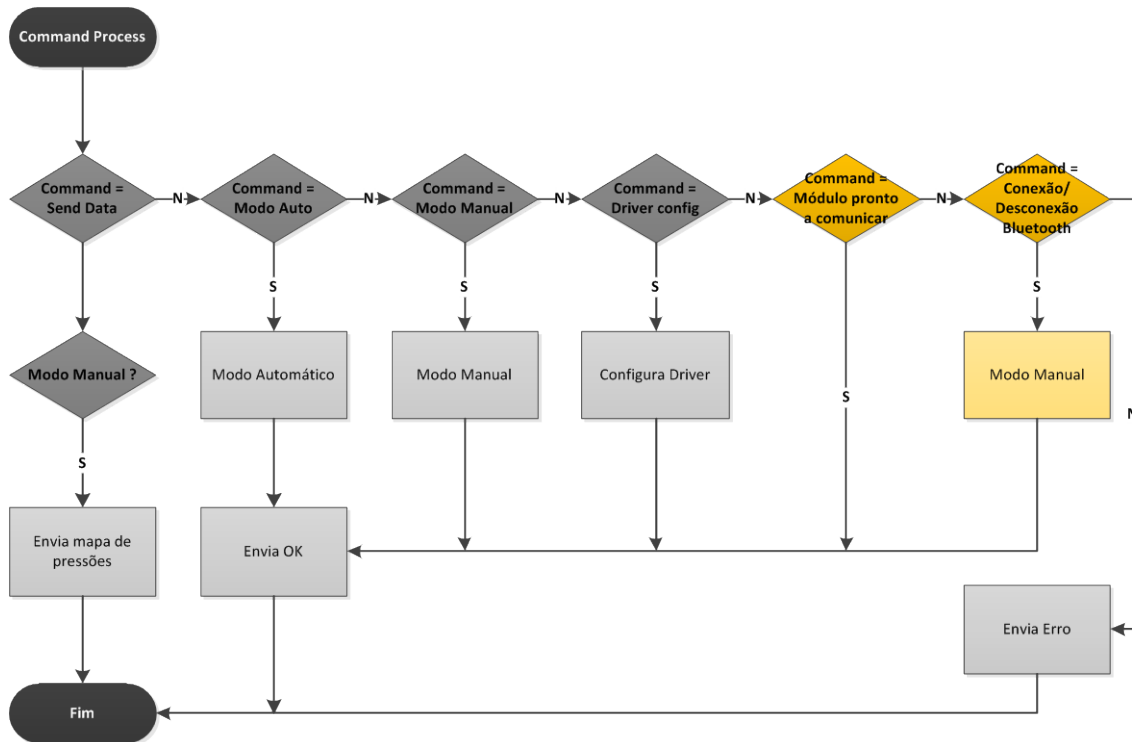 Command Process
Command =
Send Data
N
Command =
Modo Auto
N
Command =
Modo Manual
N
Command =
Driver config
N
Command =
Módulo pronto
a comunicar
N
Command =
Conexão/
Desconexão
Bluetooth
S
S
S
S
S
Modo Manual ?
Modo Automático
Modo Manual
Configura Driver
Modo Manual
N
S
Envia mapa de
pressões
Envia OK
Envia Erro
Fim